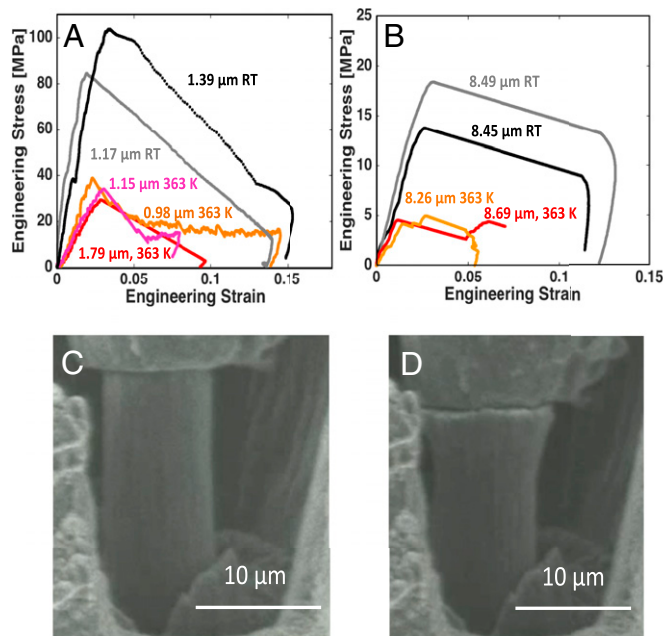 A
B
Engineering Stress [MPa]
100
80
60
40
20
0
0
0.05
0.1
0.15
Engineering Strain
1.39 µm RT
1.17 µm RT
1.15 µm 363 K
0.98 µm 363 K
1.79 µm, 363 K
Engineering Stress [MPa]
25
20
15
10
5
0
0
0.05
0.1
0.15
Engineering Strain
8.49 µm RT
8.45 µm RT
8.26 µm 363 K
8.69 µm, 363 K
C
10 µm
D
10 µm